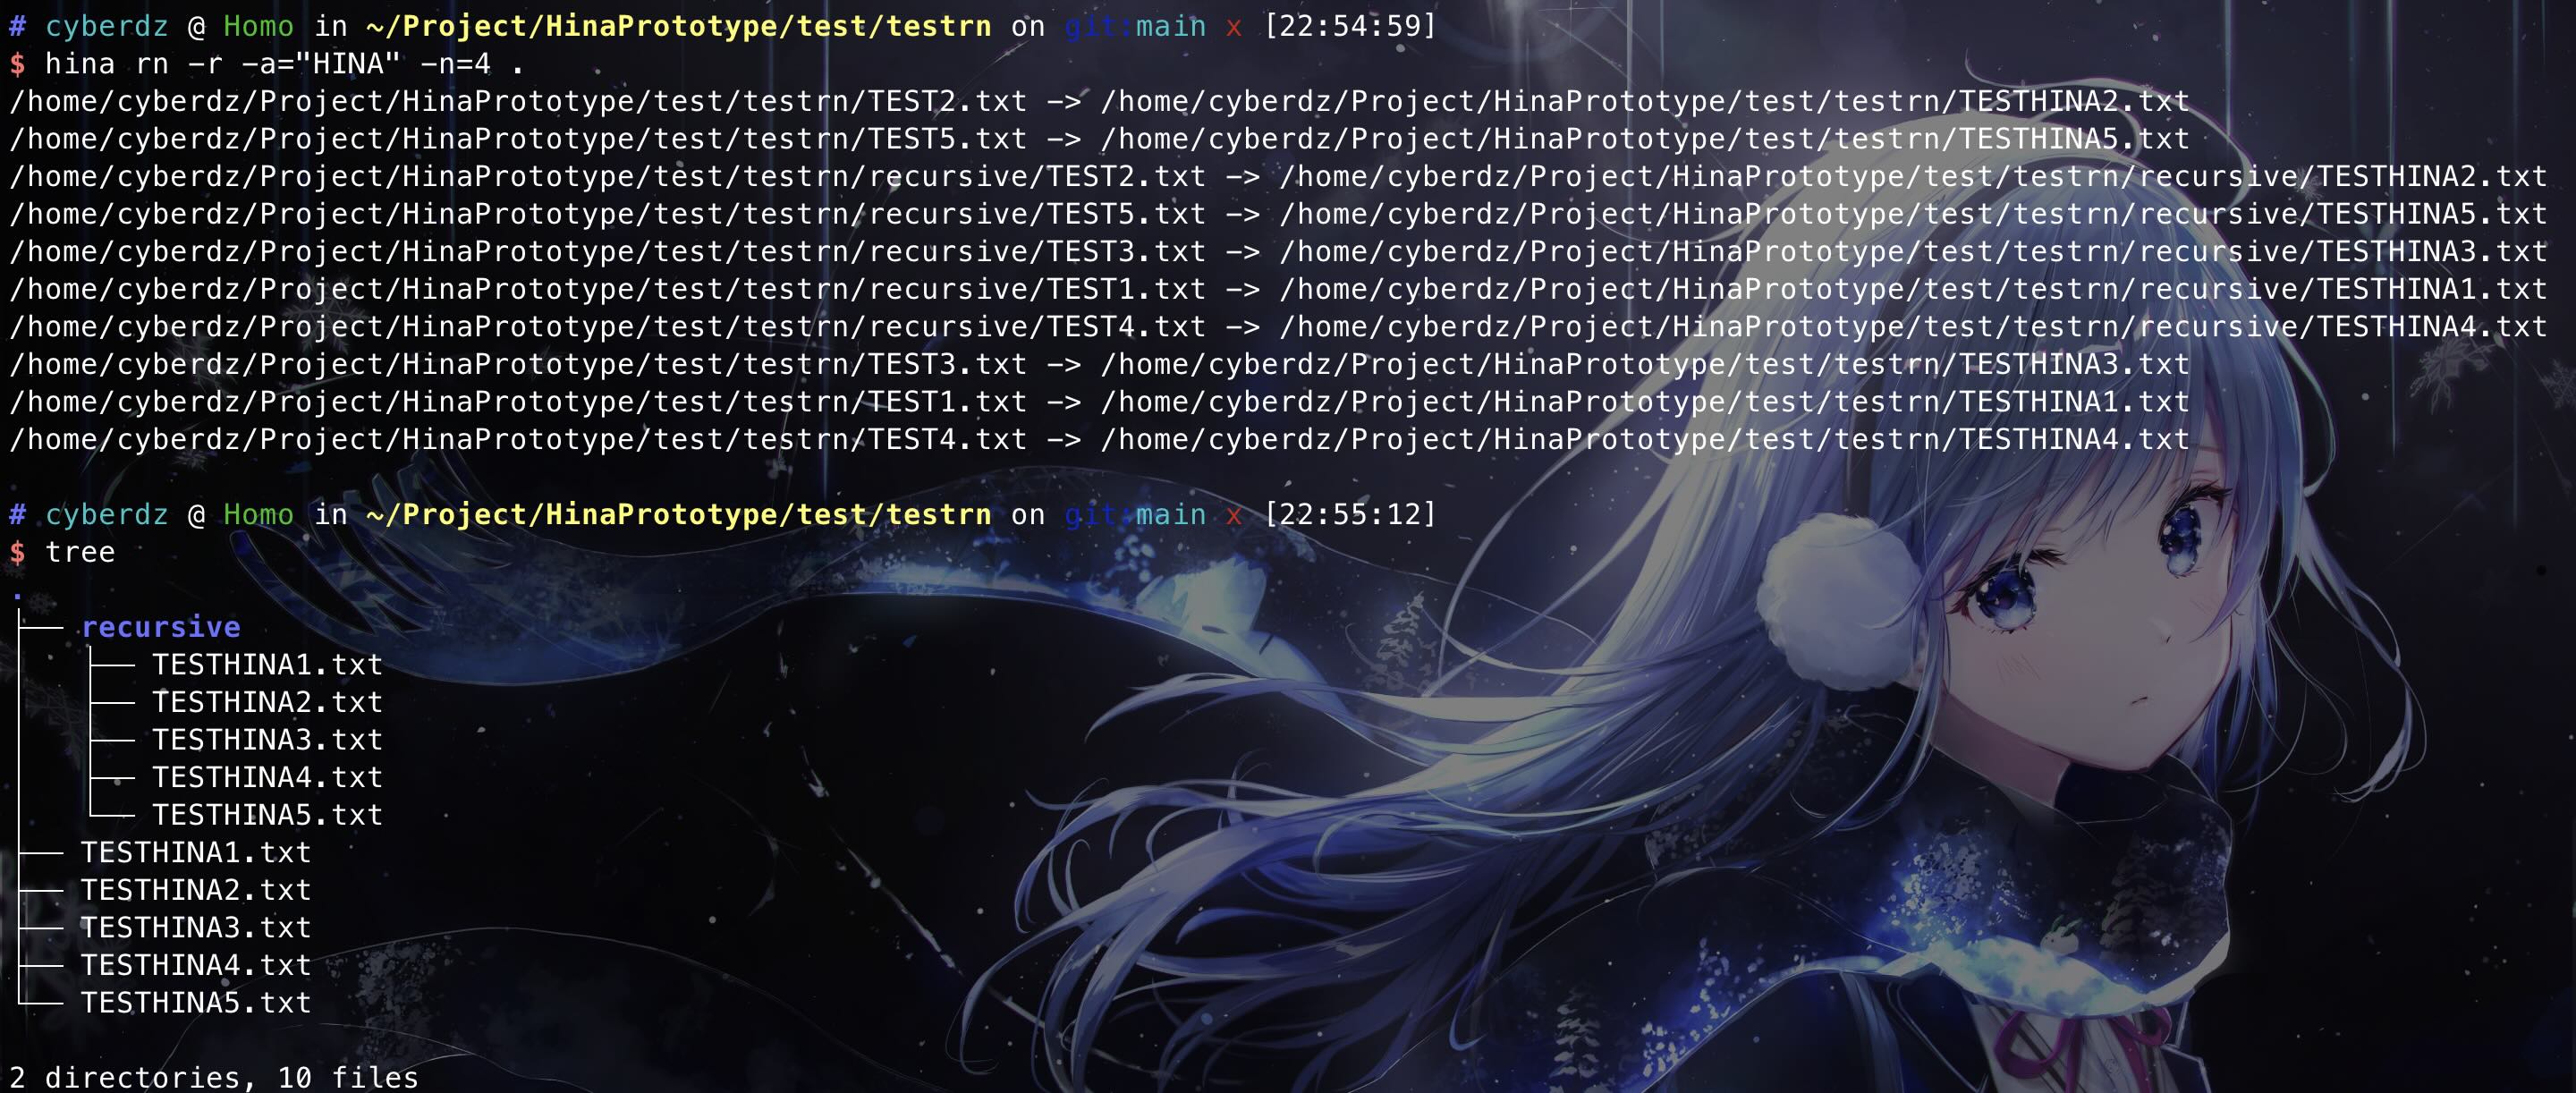 # cyberdz @ Homo in ~/Project/HinaPrototype/test/testrn on git:main x [22:54:59]
$ hina rn -r -a="HINA" -n=4 .
/home/cyberdz/Project/HinaPrototype/test/testrn/TEST2.txt -> /home/cyberdz/Project/HinaPrototype/test/testrn/TESTHINA2.txt
/home/cyberdz/Project/HinaPrototype/test/testrn/TEST5.txt -> /home/cyberdz/Project/HinaPrototype/test/testrn/TESTHINA5.txt
/home/cyberdz/Project/HinaPrototype/test/testrn/recursive/TEST2.txt -> /home/cyberdz/Project/HinaPrototype/test/testrn/recursive/TESTHINA2.txt
/home/cyberdz/Project/HinaPrototype/test/testrn/recursive/TEST5.txt -> /home/cyberdz/Project/HinaPrototype/test/testrn/recursive/TESTHINA5.txt
/home/cyberdz/Project/HinaPrototype/test/testrn/recursive/TEST3.txt -> /home/cyberdz/Project/HinaPrototype/test/testrn/recursive/TESTHINA3.txt
/home/cyberdz/Project/HinaPrototype/test/testrn/recursive/TEST1.txt -> /home/cyberdz/Project/HinaPrototype/test/testrn/recursive/TESTHINA1.txt
/home/cyberdz/Project/HinaPrototype/test/testrn/recursive/TEST4.txt -> /home/cyberdz/Project/HinaPrototype/test/testrn/recursive/TESTHINA4.txt
/home/cyberdz/Project/HinaPrototype/test/testrn/TEST3.txt -> /home/cyberdz/Project/HinaPrototype/test/testrn/TESTHINA3.txt
/home/cyberdz/Project/HinaPrototype/test/testrn/TEST1.txt -> /home/cyberdz/Project/HinaPrototype/test/testrn/TESTHINA1.txt
/home/cyberdz/Project/HinaPrototype/test/testrn/TEST4.txt -> /home/cyberdz/Project/HinaPrototype/test/testrn/TESTHINA4.txt
# cyberdz @ Homo in ~/Project/HinaPrototype/test/testrn on git:main x [22:55:12]
$ tree
.
├── recursive
│   ├── TESTHINA1.txt
│   ├── TESTHINA2.txt
│   ├── TESTHINA3.txt
│   ├── TESTHINA4.txt
│   └── TESTHINA5.txt
├── TESTHINA1.txt
├── TESTHINA2.txt
├── TESTHINA3.txt
├── TESTHINA4.txt
└── TESTHINA5.txt
2 directories, 10 files